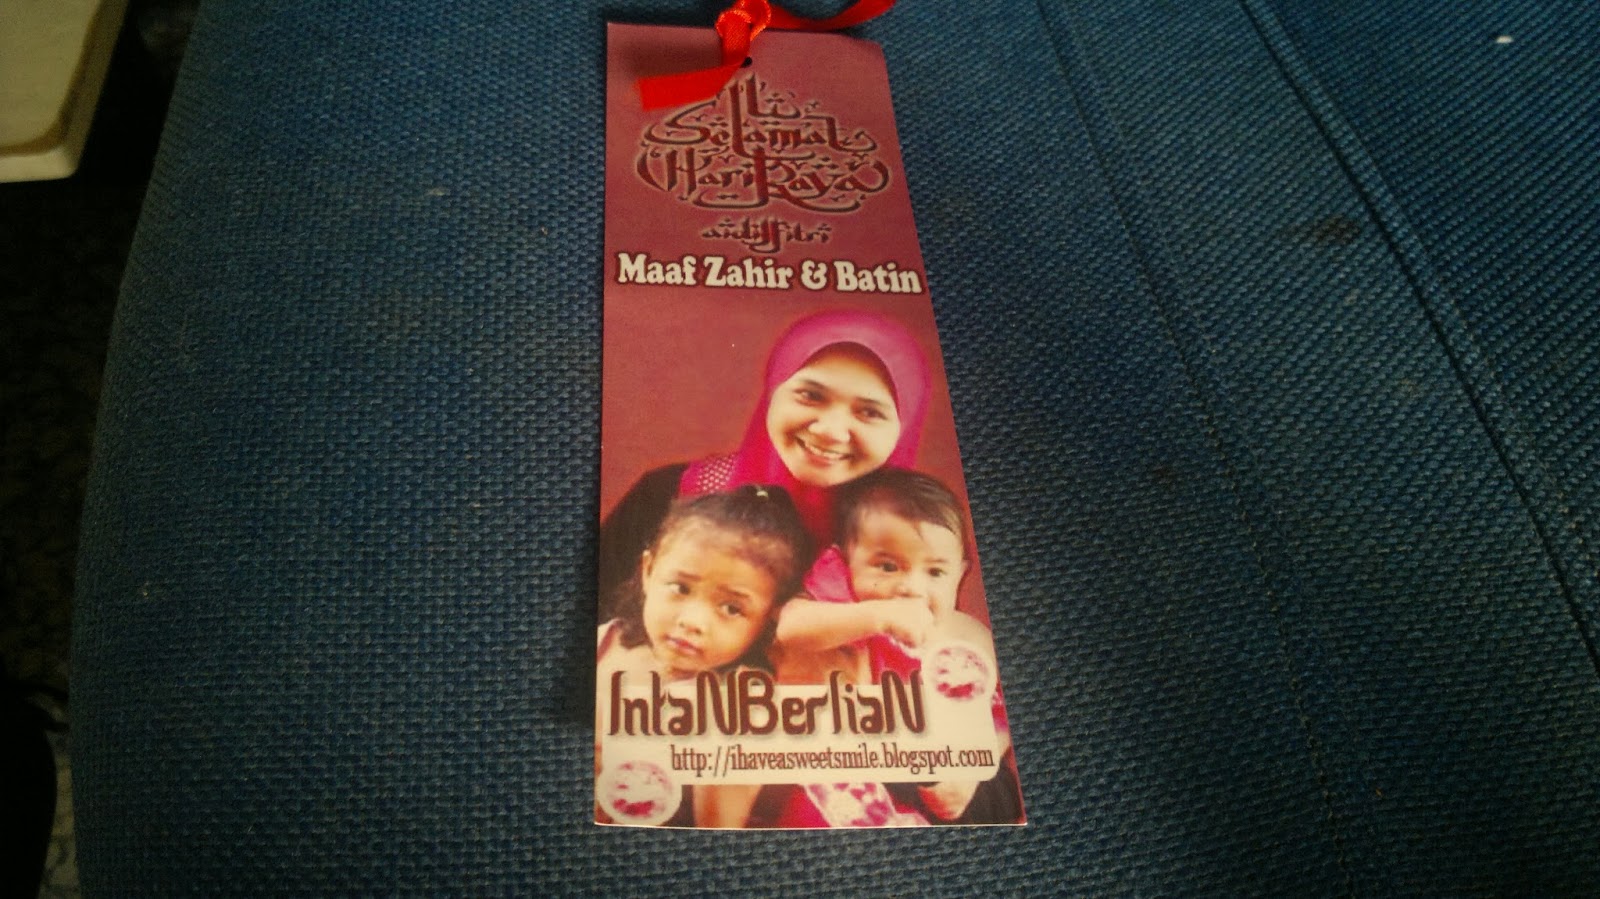 Selamat
Hari Raya
aidilfitri
Maaf Zahir & Batin
IntaNBerliaN
http://ihaveasweetsmile.blogspot.com